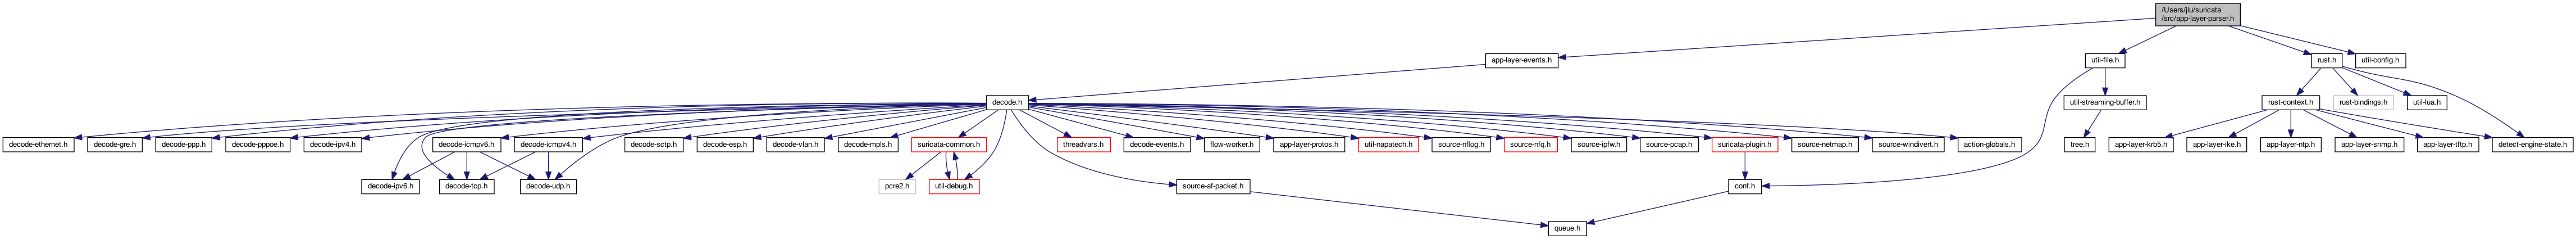 /Users/jlu/suricata
/src/app-layer-parser.h
app-layer-events.h
util-file.h
rust.h
util-config.h
decode.h
util-streaming-buffer.h
rust-context.h
rust-bindings.h
util-lua.h
decode-ethernet.h
decode-gre.h
decode-ppp.h
decode-pppoe.h
decode-ipv4.h
decode-icmpv6.h
decode-icmpv4.h
decode-sctp.h
decode-esp.h
decode-vlan.h
decode-mpls.h
suricata-common.h
threadvars.h
decode-events.h
flow-worker.h
app-layer-protos.h
util-napatech.h
source-nflog.h
source-nfq.h
source-ipfw.h
source-pcap.h
suricata-plugin.h
source-netmap.h
source-windivert.h
action-globals.h
tree.h
app-layer-krb5.h
app-layer-ike.h
app-layer-ntp.h
app-layer-snmp.h
app-layer-tftp.h
detect-engine-state.h
decode-ipv6.h
decode-tcp.h
decode-udp.h
pcre2.h
util-debug.h
source-af-packet.h
conf.h
queue.h